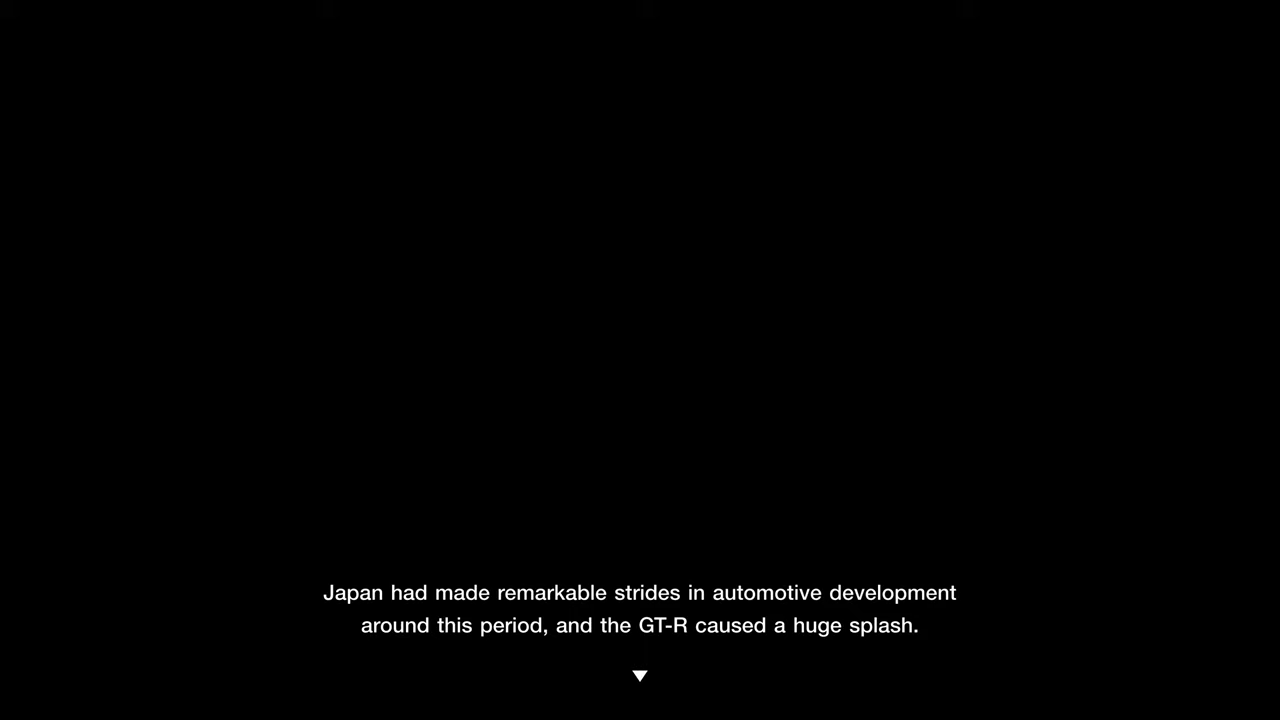 Japan had made remarkable strides in automotive development
around this period, and the GT-R caused a huge splash.